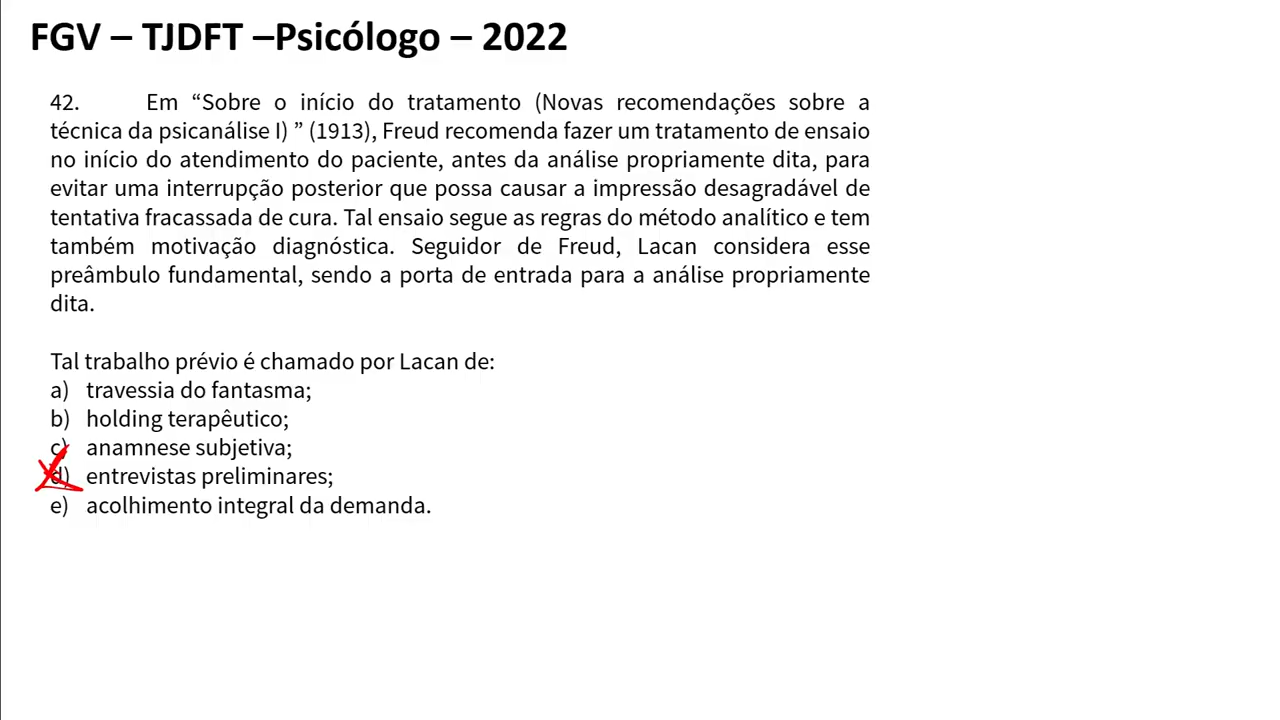 FGV – TJDFT –Psicólogo – 2022
42. Em “Sobre o início do tratamento (Novas recomendações sobre a
técnica da psicanálise I) ” (1913), Freud recomenda fazer um tratamento de ensaio
no início do atendimento do paciente, antes da análise propriamente dita, para
evitar uma interrupção posterior que possa causar a impressão desagradável de
tentativa fracassada de cura. Tal ensaio segue as regras do método analítico e tem
também motivação diagnóstica. Seguidor de Freud, Lacan considera esse
preâmbulo fundamental, sendo a porta de entrada para a análise propriamente
dita.
Tal trabalho prévio é chamado por Lacan de:
a) travessia do fantasma;
b) holding terapêutico;
c) anamnese subjetiva;
d) entrevistas preliminares;
e) acolhimento integral da demanda.